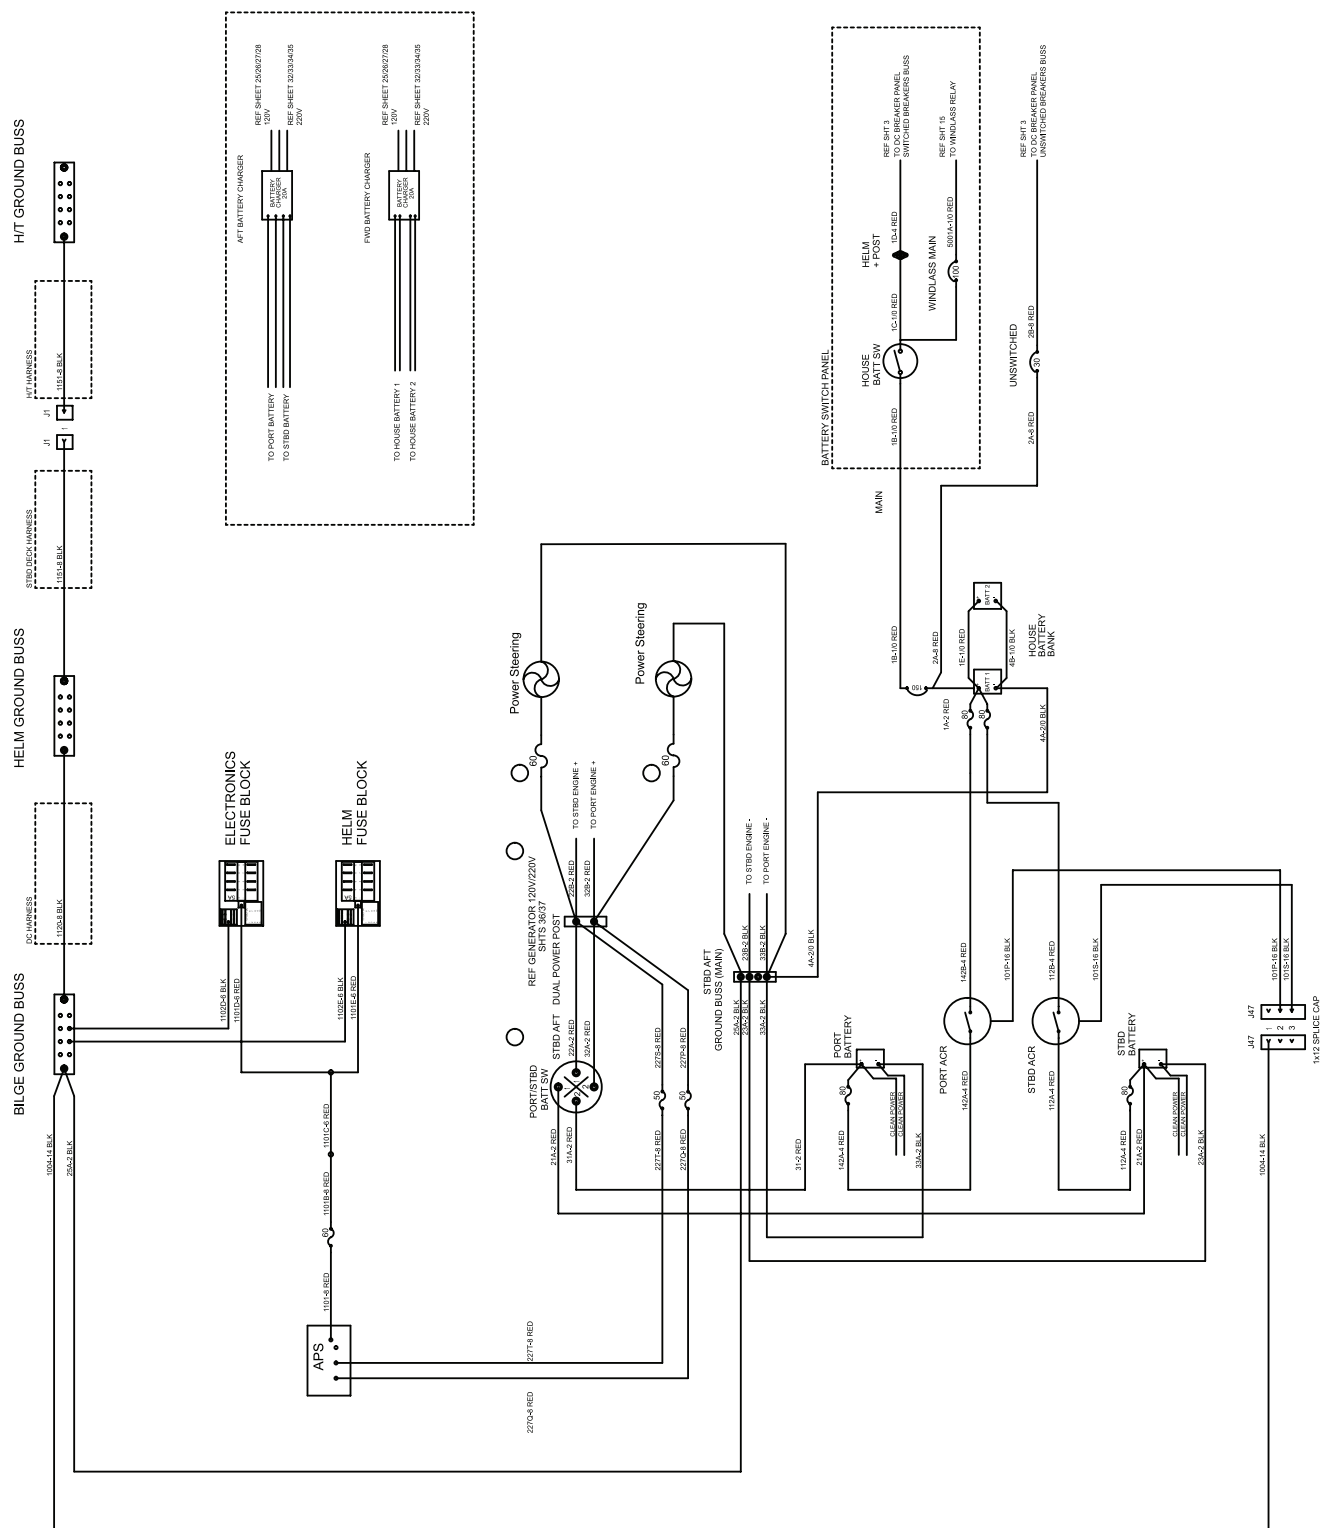 H/T GROUND BUSS
H/T HARNESS
1151-8 BLK
J1
1
J1
STBD DECK HARNESS
1151-8 BLK
HELM GROUND BUSS
DC HARNESS
1120-8 BLK
BILGE GROUND BUSS
1004-14 BLK
25A-2 BLK
AFT BATTERY CHARGER
REF SHEET 25/26/27/28
120V
REF SHEET 32/33/34/35
220V
BATTERY
CHARGER
20A
TO PORT BATTERY
TO STBD BATTERY
FWD BATTERY CHARGER
REF SHEET 25/26/27/28
120V
REF SHEET 32/33/34/35
220V
BATTERY
CHARGER
20A
TO HOUSE BATTERY 1
TO HOUSE BATTERY 2
ELECTRONICS
FUSE BLOCK
HELM
FUSE BLOCK
1102D-6 BLK
1101D-6 RED
1102E-6 BLK
1101E-6 RED
1101C-6 RED
1101B-8 RED
60
1101-8 RED
APS
227T-8 RED
227Q-8 RED
Power Steering
Power Steering
60
60
TO STBD ENGINE +
TO PORT ENGINE +
22B-2 RED
32B-2 RED
REF GENERATOR 120V/220V
SHTS 36/37
STBD AFT DUAL POWER POST
22A-2 RED
32A-2 RED
PORT/STBD
BATT SW
1
2
1
2
21A-2 RED
31A-2 RED
227S-8 RED
227P-8 RED
50
50
227T-8 RED
227Q-8 RED
TO STBD ENGINE -
TO PORT ENGINE -
23B-2 BLK
33B-2 BLK
STBD AFT
GROUND BUSS (MAIN)
25A-2 BLK
23A-2 BLK
33A-2 BLK
4A-2/0 BLK
BATTERY SWITCH PANEL
REF SHT 3
TO DC BREAKER PANEL
SWITCHED BREAKERS BUSS
REF SHT 15
TO WINDLASS RELAY
REF SHT 3
TO DC BREAKER PANEL
UNSWITCHED BREAKERS BUSS
1D-4 RED
5001A-1/0 RED
HELM
+ POST
WINDLASS MAIN
100
1C-1/0 RED
HOUSE
BATT SW
1B-1/0 RED
UNSWITCHED
2B-8 RED
30
2A-8 RED
MAIN
1B-1/0 RED
2A-8 RED
150
1A-2 RED
1E-1/0 RED
4B-1/0 BLK
BATT 2
BATT 1
HOUSE
BATTERY
BANK
80
80
4A-2/0 BLK
142B-4 RED
101P-16 BLK
112B-4 RED
101S-16 BLK
101P-16 BLK
101S-16 BLK
PORT
BATTERY
80
CLEAN POWER
CLEAN POWER
31-2 RED
142A-4 RED
33A-2 BLK
PORT ACR
142A-4 RED
STBD ACR
112A-4 RED
STBD
BATTERY
80
CLEAN POWER
CLEAN POWER
112A-4 RED
21A-2 RED
23A-2 BLK
J47
1
2
3
J47
1x12 SPLICE CAP
1004-14 BLK